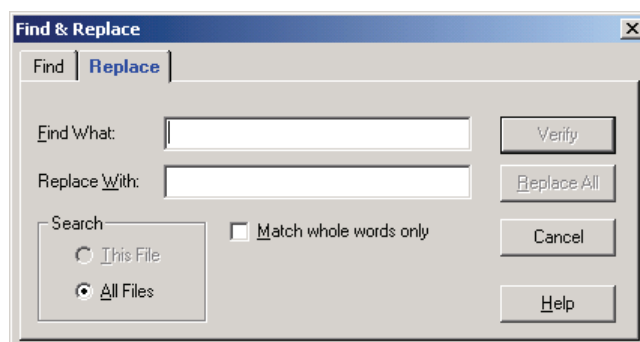 Find & Replace
Find Replace
Find What:
Verify
Replace With:
Replace All
Search
Match whole words only
Cancel
This File
All Files
Help